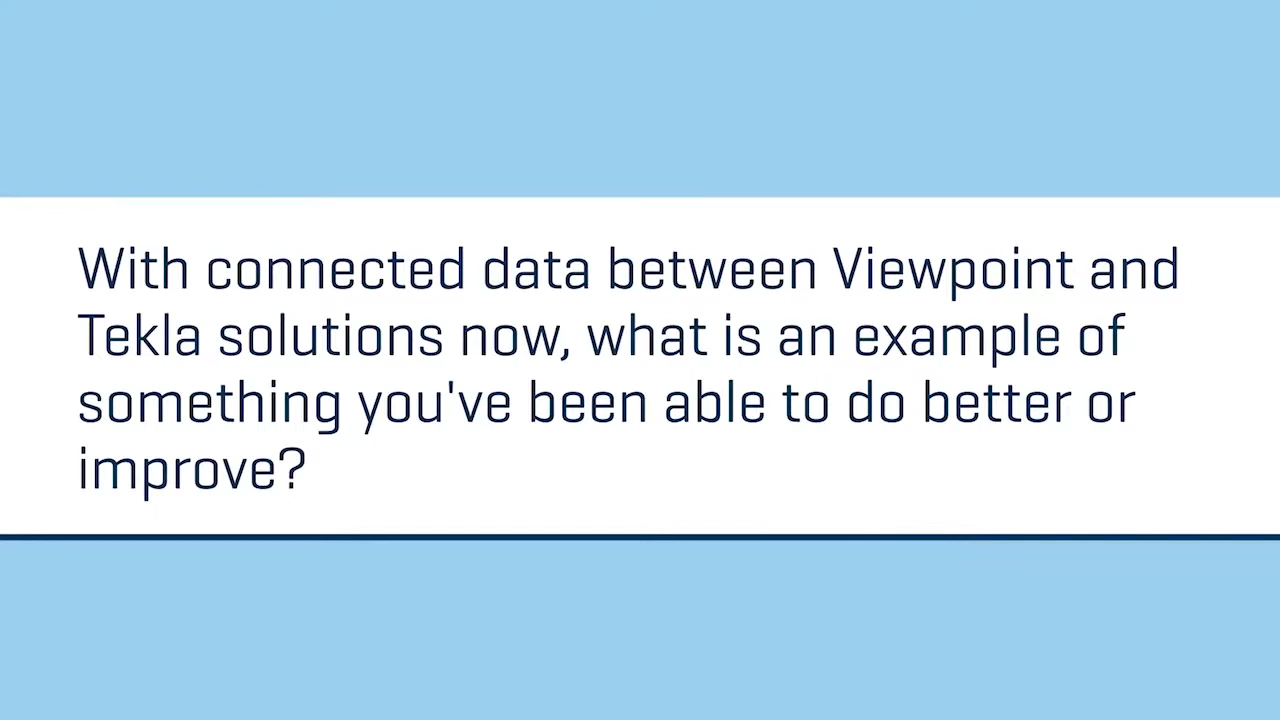 With connected data between Viewpoint and
Tekla solutions now, what is an example of
something you've been able to do better or
improve?